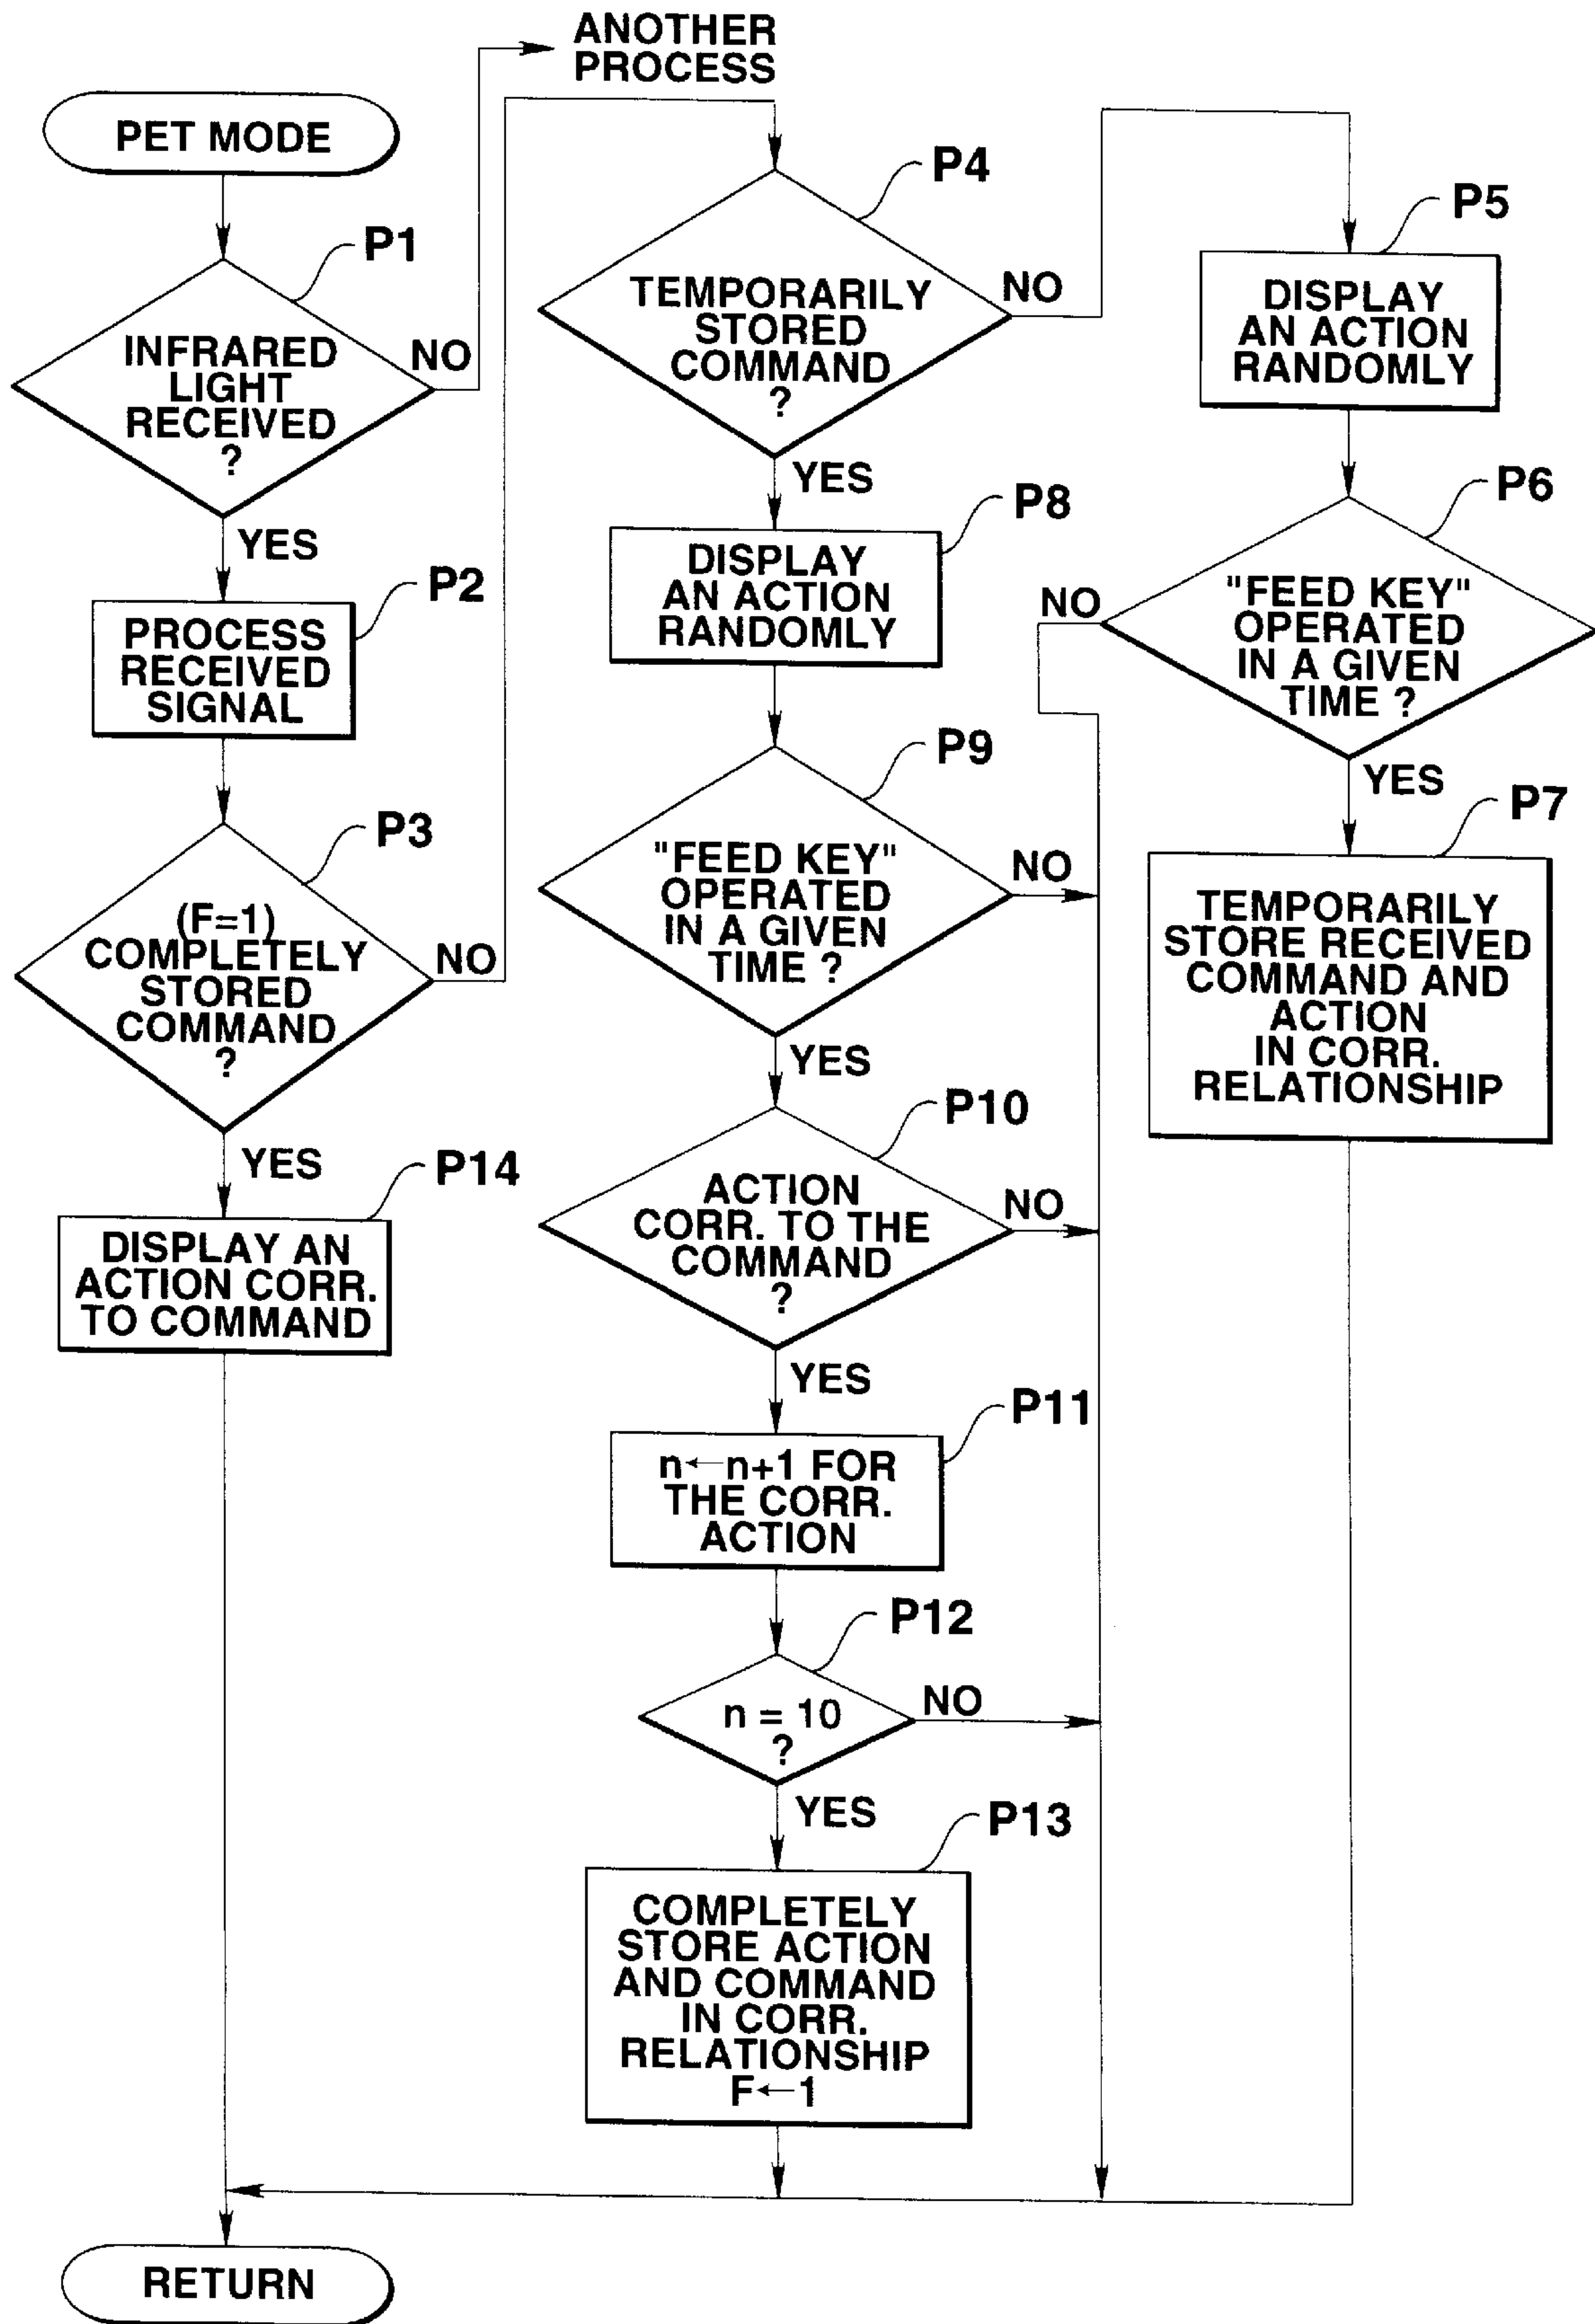 ANOTHER
PROCESS
PET MODE
P1
INFRARED
LIGHT
RECEIVED
?
NO
YES
P2
PROCESS
RECEIVED
SIGNAL
P3
(F=1)
COMPLETELY
STORED
COMMAND
?
NO
YES
P14
DISPLAY AN
ACTION CORR.
TO COMMAND
P4
TEMPORARILY
STORED
COMMAND
?
NO
YES
P8
DISPLAY
AN ACTION
RANDOMLY
P9
"FEED KEY"
OPERATED
IN A GIVEN
TIME ?
NO
YES
P10
ACTION
CORR. TO THE
COMMAND
?
NO
YES
P11
n←n+1 FOR
THE CORR.
ACTION
P12
n = 10
?
NO
YES
P13
COMPLETELY
STORE ACTION
AND COMMAND
IN CORR.
RELATIONSHIP
F←1
P5
DISPLAY
AN ACTION
RANDOMLY
P6
"FEED KEY"
OPERATED
IN A GIVEN
TIME ?
NO
YES
P7
TEMPORARILY
STORE RECEIVED
COMMAND AND
ACTION
IN CORR.
RELATIONSHIP
RETURN